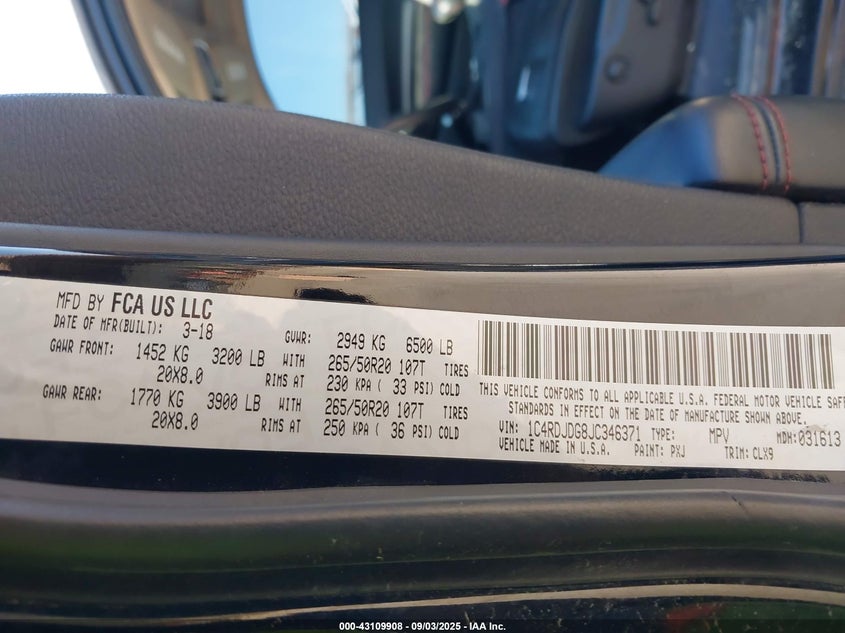 MFD BY FCA US LLC
DATE OF MFR(BUILT): 3-18 GVWR: 2949 KG 6500 LB
GAWR FRONT: 1452 KG 3200 LB WITH 265/50R20 107T TIRES
20X8.0 RIMS AT 230 KPA ( 33 PSI) COLD
GAWR REAR: 1770 KG 3900 LB WITH 265/50R20 107T TIRES
20X8.0 RIMS AT 250 KPA ( 36 PSI) COLD
THIS VEHICLE CONFORMS TO ALL APPLICABLE U.S.A. FEDERAL MOTOR VEHICLE SAFE
STANDARDS IN EFFECT ON THE DATE OF MANUFACTURE SHOWN ABOVE.
VIN: 1C4RDJDG8JC346371 TYPE: MPV MDH: 031613
VEHICLE MADE IN U.S.A. PAINT: PXJ TRIM: CLX9
000-43109908 - 09/03/2025 - IAA Inc.